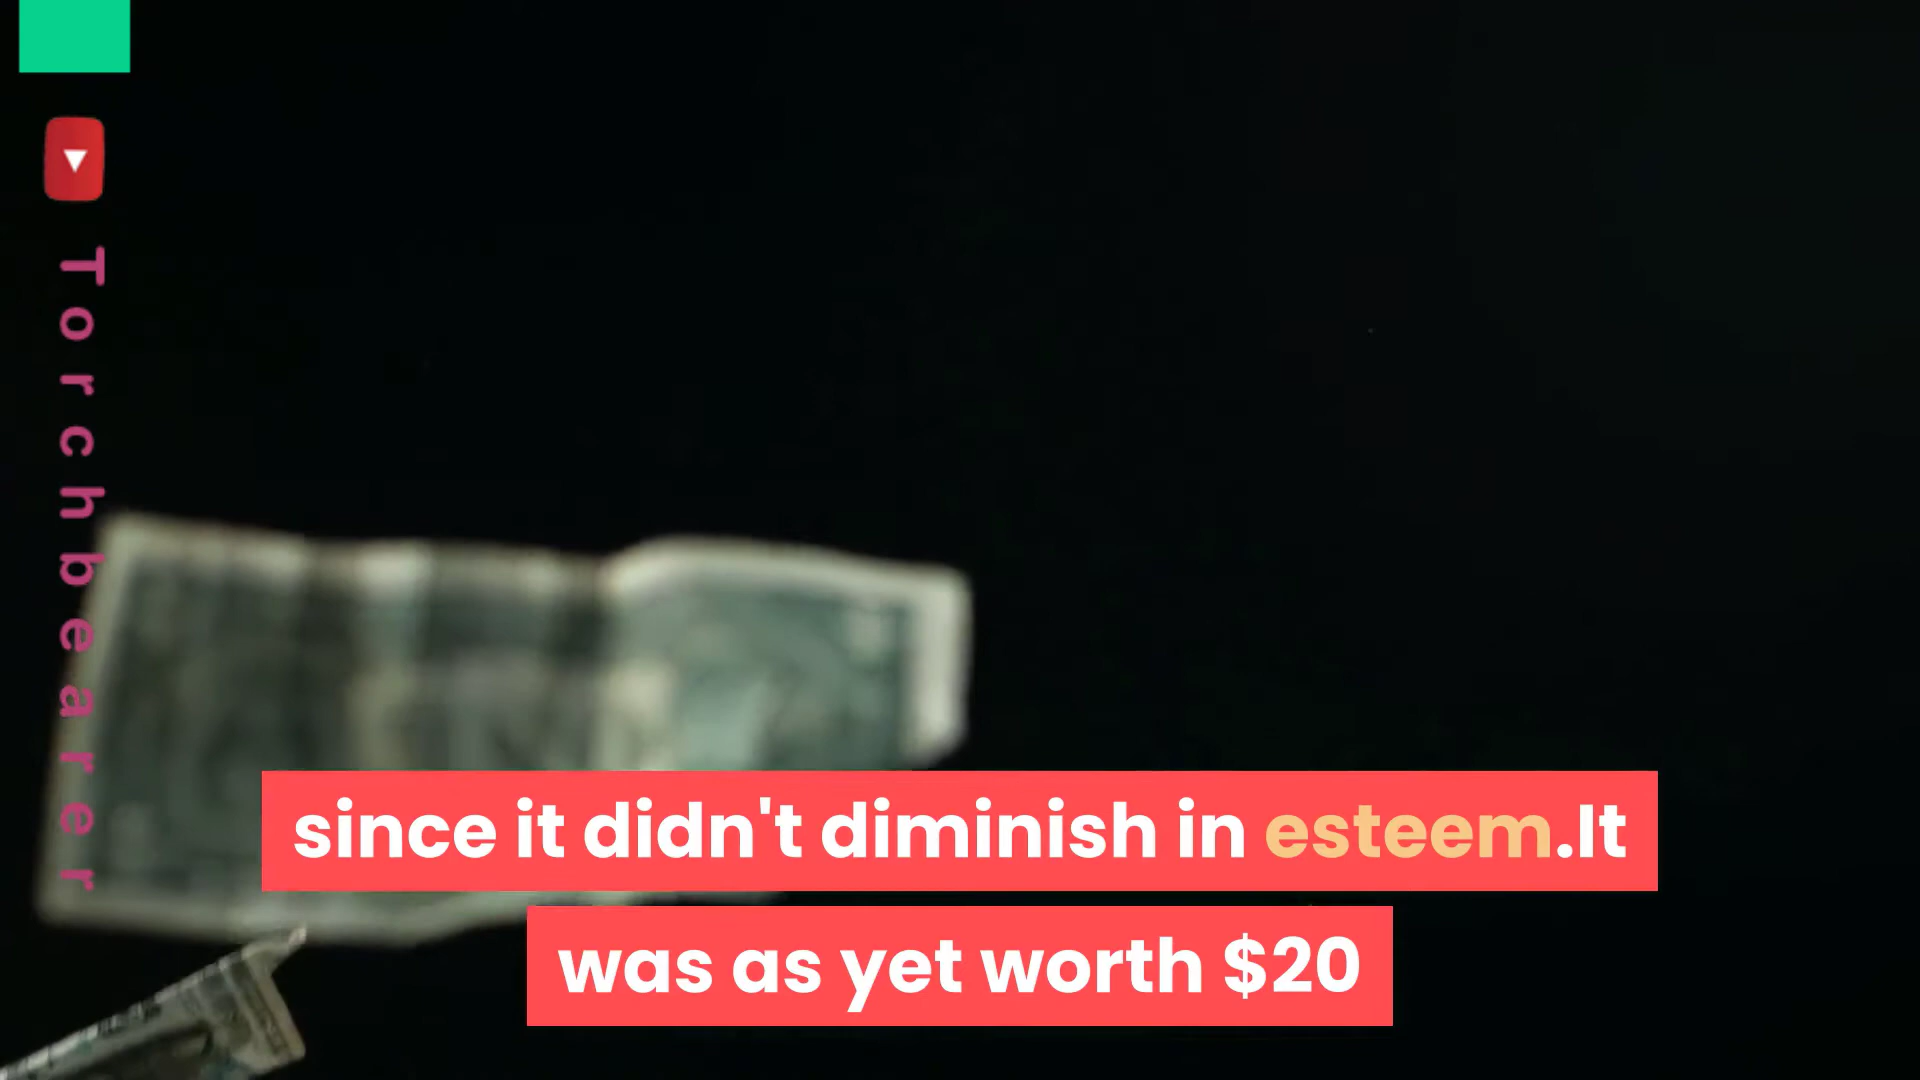 Torchbearer
since it didn't diminish in esteem.It
was as yet worth $20